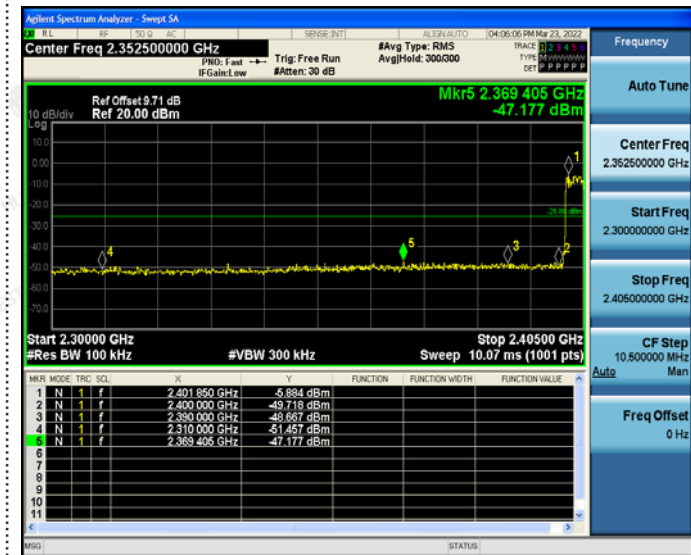 Agilent Spectrum Analyzer - Swept SA
RL RF 50 Ω AC SENSE:INT ALIGNAUTO 04:06:06 PM Mar 23, 2022
Center Freq 2.352500000 GHz
PNO: Fast Trig: Free Run
IFGain:Low #Atten: 30 dB
#Avg Type: RMS
Avg|Hold: 300/300
TRACE 1 2 3 4 5 6
TYPE M
DET P P P P P P
Ref Offset 9.71 dB
Ref 20.00 dBm
10 dB/div
Log
Mkr5 2.369 405 GHz
-47.177 dBm
10.0
0.00
-10.0
-20.0
-30.0
-40.0
-50.0
-60.0
-70.0
1
2
3
4
5
Start 2.30000 GHz Stop 2.40500 GHz
#Res BW 100 kHz #VBW 300 kHz Sweep 10.07 ms (1001 pts)
MKR MODE TRC SCL X Y FUNCTION FUNCTION WIDTH FUNCTION VALUE
1 N 1 f 2.401 850 GHz -5.884 dBm
2 N 1 f 2.400 000 GHz -49.718 dBm
3 N 1 f 2.390 000 GHz -48.667 dBm
4 N 1 f 2.310 000 GHz -51.457 dBm
5 N 1 f 2.369 405 GHz -47.177 dBm
6
7
8
9
10
11
MSG STATUS
Frequency
Auto Tune
Center Freq
2.352500000 GHz
Start Freq
2.300000000 GHz
Stop Freq
2.405000000 GHz
CF Step
10.500000 MHz
Auto Man
Freq Offset
0 Hz